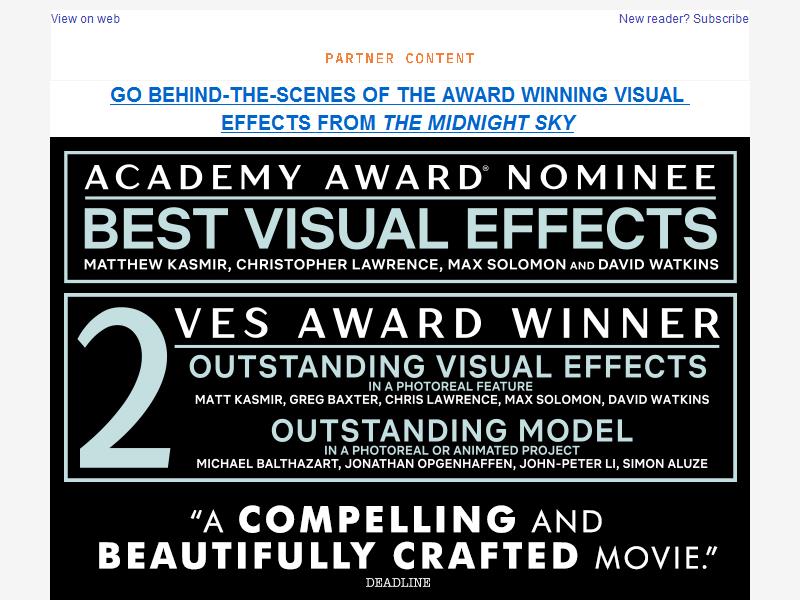 View on web
New reader? Subscribe
PARTNER CONTENT
GO BEHIND-THE-SCENES OF THE AWARD WINNING VISUAL
EFFECTS FROM THE MIDNIGHT SKY
ACADEMY AWARD® NOMINEE
BEST VISUAL EFFECTS
MATTHEW KASMIR, CHRISTOPHER LAWRENCE, MAX SOLOMON AND DAVID WATKINS
2 VES AWARD WINNER
OUTSTANDING VISUAL EFFECTS
IN A PHOTOREAL FEATURE
MATT KASMIR, GREG BAXTER, CHRIS LAWRENCE, MAX SOLOMON, DAVID WATKINS
OUTSTANDING MODEL
IN A PHOTOREAL OR ANIMATED PROJECT
MICHAEL BALTHAZART, JONATHAN OPGENHAFFEN, JOHN-PETER LI, SIMON ALUZE
“A COMPELLING AND
BEAUTIFULLY CRAFTED MOVIE.”
DEADLINE